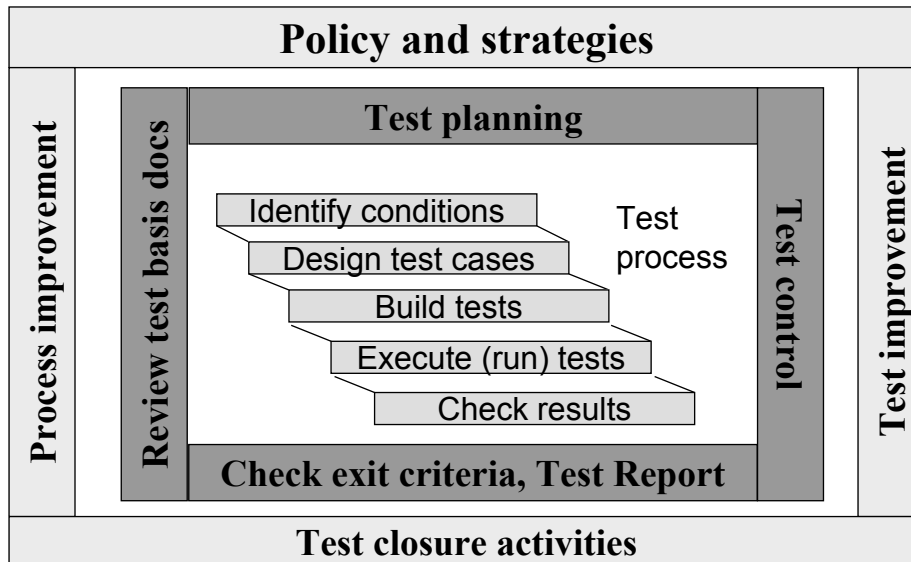 Policy and strategies
Process improvement
Review test basis docs
Test planning
Identify conditions
Design test cases
Build tests
Execute (run) tests
Check results
Test
process
Test control
Test improvement
Check exit criteria, Test Report
Test closure activities